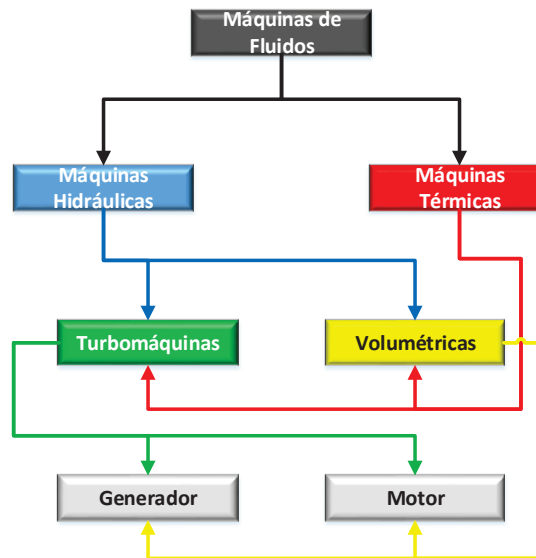 Máquinas de
Fluidos
Máquinas
Hidráulicas
Máquinas
Térmicas
Turbomáquinas
Volumétricas
Generador
Motor